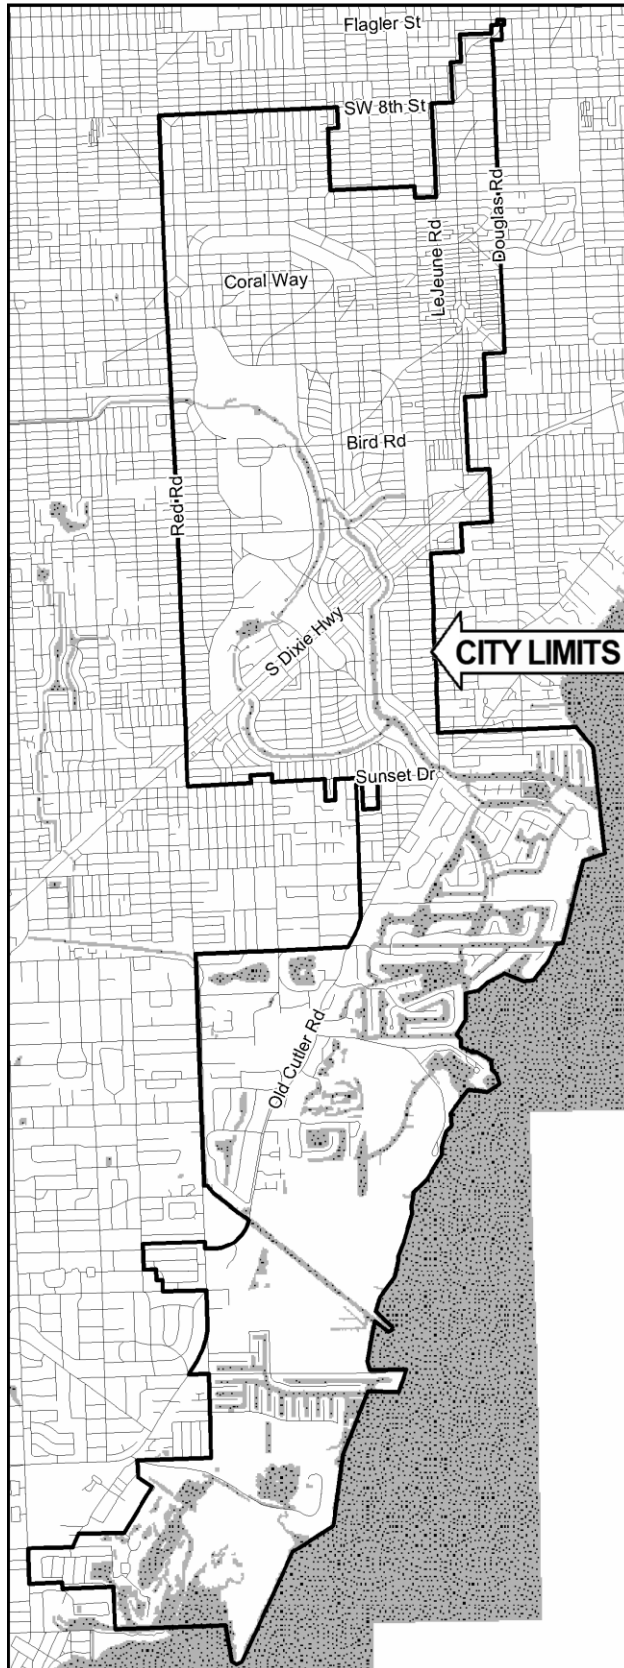 Flagler St
SW 8th St
Douglas Rd
LeJeune Rd
Coral Way
Bird Rd
Red Rd
S Dixie Hwy
CITY LIMITS
Sunset Dr
Old Cutler Rd